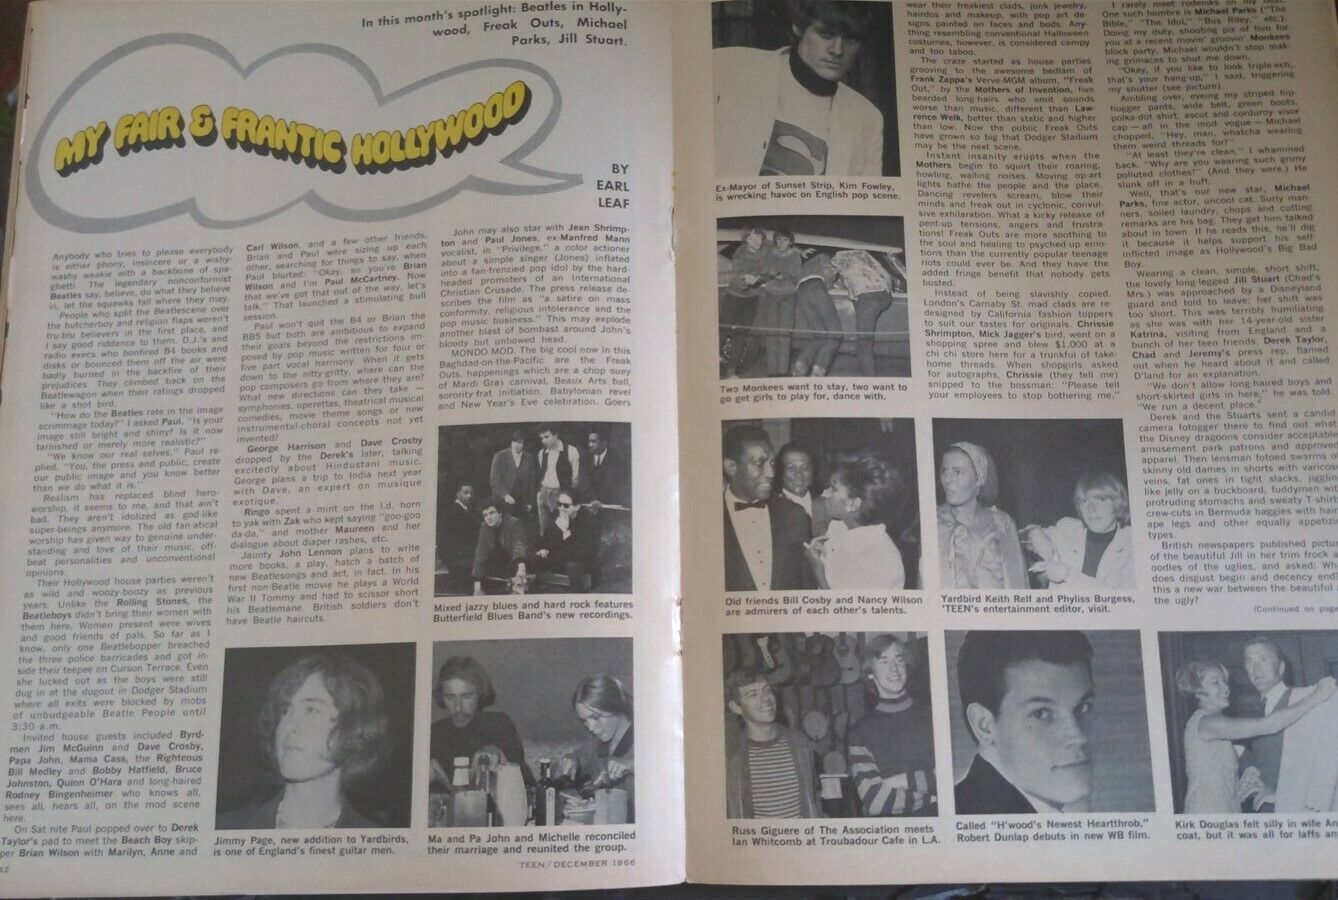 In this month's spotlight: Beatles in Holly-
wood, Freak Outs, Michael
Parks, Jill Stuart.
MY FAIR & FRANTIC HOLLYWOOD
BY
EARL
LEAF
Anybody who tries to please everybody
is either phony, insincere or a wishy-
washy weakie with a backbone of spa-
ghetti. The legendary nonconformist
Beatles say, believe, do what they believe
in, let the squawks fall where they may.
People who split the Beatlescene over
the butcherboy and religion flaps weren't
tru-blu believers in the first place, and
I say good riddance to them. D.J.'s and
radio execs who bonfired B4 books and
disks or bounced them off the air were
badly burned in the backfire of their
prejudices. They climbed back on the
Beatlewagon when their ratings dropped
like a shot bird.
"How do the Beatles rate in the image
scrimmage today?" I asked Paul. "Is your
image still bright and shiny? Is it now
tarnished or merely more realistic?"
"We know our real selves," Paul re-
plied. "You, the press and public, create
our public image and you know better
than we do what it is."
Realism has replaced blind hero-
worship, it seems to me, and that ain't
bad. They aren't idolized as god-like
super-beings anymore. The old fan-atical
worship has given way to genuine under-
standing and love of their music, off-
beat personalities and unconventional
opinions.
Their Hollywood house parties weren't
as wild and woozy-boozy as previous
years. Unlike the Rolling Stones, the
Beatleboys didn't bring their women with
them here. Women present were wives
and good friends of pals. So far as I
know, only one Beatlebopper breached
the three police barricades and got in-
side their teepee on Curson Terrace. Even
she lucked out as the boys were still
dug in at the dugout in Dodger Stadium
where all exits were blocked by mobs
of unbudgeable Beatle People until
3:30 a.m.
Invited house guests included Byrd-
men Jim McGuinn and Dave Crosby,
Papa John, Mama Cass, the Righteous
Bill Medley and Bobby Hatfield, Bruce
Johnston, Quinn O'Hara and long-haired
Rodney Bingenheimer who knows all,
sees all, hears all, on the mod scene
here.
On Sat nite Paul popped over to Derek
Taylor's pad to meet the Beach Boy skip-
per Brian Wilson with Marilyn, Anne and
Carl Wilson, and a few other friends.
Brian and Paul were sizing up each
other, searching for things to say, when
Paul blurted: "Okay, so you're Brian
Wilson and I'm Paul McCartney. Now
that we've got that out of the way, let's
talk." That launched a stimulating bull
session.
Paul won't quit the B4 or Brian the
BB5 but both are ambitious to expand
their goals beyond the restrictions im-
posed by pop music written for four or
five part vocal harmony. When it gets
down to the nitty-gritty, where can the
pop composers go from where they are?
What new directions can they take —
symphonies, operettas, theatrical musical
comedies, movie theme songs or new
instrumental-choral concepts not yet
invented?
George Harrison and Dave Crosby
dropped by the Derek's later, talking
excitedly about Hindustani music.
George plans a trip to India next year
with Dave, an expert on musique
exotique.
Ringo spent a mint on the l.d. horn
to yak with Zak who kept saying "goo-goo
da-da," and mother Maureen and her
dialogue about diaper rashes, etc.
Jaunty John Lennon plans to write
more books, a play, hatch a batch of
new Beatlesongs and act, in fact. In his
first non-Beatle movie he plays a World
War II Tommy and had to scissor short
his Beatlemane. British soldiers don't
have Beatle haircuts.
Jimmy Page, new addition to Yardbirds,
is one of England's finest guitar men.
John may also star with Jean Shrimp-
ton and Paul Jones, ex-Manfred Mann
vocalist, in "Privilege," a color actioner
about a simple singer (Jones) inflated
into a fan-frenzied pop idol by the hard-
headed promoters of an International
Christian Crusade. The press release de-
scribes the film as "a satire on mass
conformity, religious intolerance and the
pop music business." This may explode
another blast of bombast around John's
bloody but unbowed head.
MONDO MOD. The big cool now in this
Baghdad-on-the-Pacific are the Freak
Outs, happenings which are a chop suey
of Mardi Gras carnival, Beaux Arts ball,
sorority-frat initiation, Babylonian revel
and New Year's Eve celebration. Goers
Mixed jazzy blues and hard rock features
Butterfield Blues Band's new recordings.
Ma and Pa John and Michelle reconciled
their marriage and reunited the group.
42
TEEN/DECEMBER 1966
Ex-Mayor of Sunset Strip, Kim Fowley,
is wrecking havoc on English pop scene.
Two Monkees want to stay, two want to
go get girls to play for, dance with.
wear their freakiest clads, junk jewelry,
hairdos and makeup, with pop art de-
signs painted on faces and bods. Any-
thing resembling conventional Halloween
costumes, however, is considered campy
and too taboo.
The craze started as house parties
grooving to the awesome bedlam of
Frank Zappa's Verve-MGM album, "Freak
Out," by the Mothers of Invention, five
bearded long-hairs who emit sounds
worse than music, different than Law-
rence Welk, better than static and higher
than low. Now the public Freak Outs
have grown so big that Dodger Stadium
may be the next scene.
Instant insanity erupts when the
Mothers begin to squirt their roaring,
howling, wailing noises. Moving op-art
lights bathe the people and the place.
Dancing revelers scream, blow their
minds and freak out in cyclonic, convul-
sive exhilaration. What a kicky release of
pent-up tensions, angers and frustra-
tions! Freak Outs are more soothing to
the soul and healing to psyched-up emo-
tions than the currently popular teenage
riots could ever be. And they have the
added fringe benefit that nobody gets
busted.
Instead of being slavishly copied,
London's Carnaby St. mad clads are re-
designed by California fashion toppers
to suit our tastes for originals. Chrissie
Shrimpton, Mick Jagger's bird, went on a
shopping spree and blew $1,000 at a
chi chi store here for a trunkful of take-
home threads. When shopgirls asked
for autographs, Chrissie (they tell me)
snipped to the bossman: "Please tell
your employees to stop bothering me."
I rarely meet rudeniks on my beat.
One such hombre is Michael Parks ("The
Bible," "The Idol," "Bus Riley," etc.).
Doing my duty, shooting pix of him for
you at a recent movin' groovin' Monkees
block party, Michael wouldn't stop mak
ing grimaces to shut me down.
"Okay, if you like to look triple-ech,
that's your hang-up," I said, triggering
my shutter (see picture).
Ambling over, eyeing my striped hip-
hugger pants, wide belt, green boots,
polka-dot shirt, ascot and corduroy visor
cap — all in the mod vogue — Michael
chopped, "Hey, man, whatcha wearing
them weird threads for?"
"At least they're clean," I whammed
back. "Why are you wearing such grimy
polluted clothes?" (And they were.) He
slunk off in a huff.
Well, that's our new star, Michael
Parks, fine actor, uncool cat. Surly man-
ners, soiled laundry, chops and cutting
remarks are his bag. They get him talked
about in town. If he reads this, he'll dig
it because it helps support his self
inflicted image as Hollywood's Big Bad
Boy.
Wearing a clean, simple, short shift,
the lovely long-legged Jill Stuart (Chad's
Mrs.) was approached by a Disneyland
guard and told to leave; her shift was
too short. This was terribly humiliating
as she was with her 14-year-old sister
Katrina, visiting from England and a
bunch of her teen friends. Derek Taylor,
Chad and Jeremy's press rep, flamed
out when he heard about it and called
D'land for an explanation.
"We don't allow long-haired boys and
short-skirted girls in here," he was told.
"We run a decent place."
Derek and the Stuarts sent a candid
camera fotogger there to find out what
the Disney dragoons consider acceptable
amusement park patrons and approved
apparel. Then lensman fotoed swarms of
skinny old dames in shorts with varicose
veins, fat ones in tight slacks, jiggling
like jelly on a buckboard, fuddymen with
protruding stomachs and sweaty T-shirts
crew-cuts in Bermuda baggies with hairy
ape legs and other equally appetizing
types.
British newspapers published pictur
of the beautiful Jill in her trim frock a
oodles of the uglies, and asked: Wh
does disgust begin and decency end
this a new war between the beautiful
the ugly?
(Continued on page
Old friends Bill Cosby and Nancy Wilson
are admirers of each other's talents.
Yardbird Keith Relf and Phyliss Burgess,
'TEEN's entertainment editor, visit.
Russ Giguere of The Association meets
Ian Whitcomb at Troubadour Cafe in L.A.
Called "H'wood's Newest Heartthrob,"
Robert Dunlap debuts in new WB film.
Kirk Douglas felt silly in wife An
coat, but it was all for laffs an